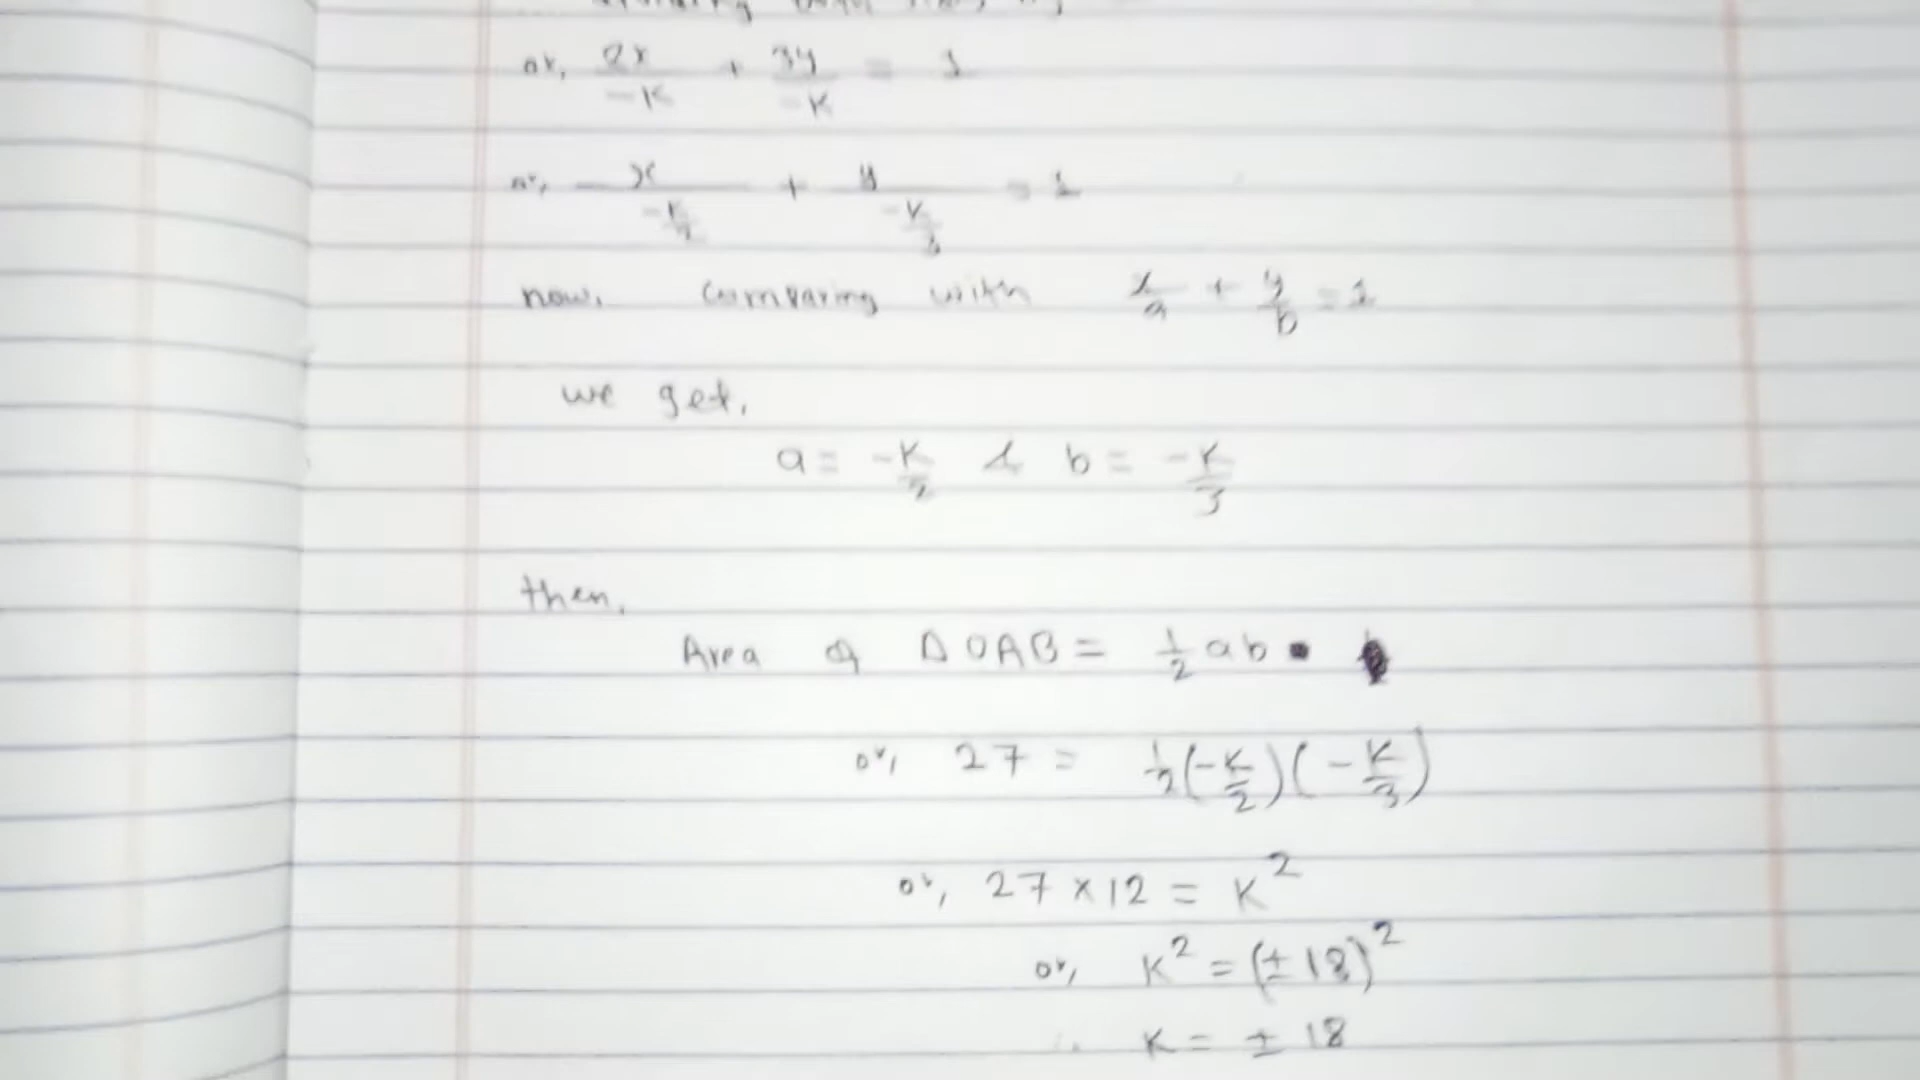 or, 2x/-K + 3y/-K = 1
or, x/(-K/2) + y/(-K/3) = 1
now, Comparing with x/a + y/b = 1
we get,
a = -K/2 & b = -K/3
then,
Area of Δ OAB = 1/2 ab
or, 27 = 1/2 (-K/2) (-K/3)
or, 27 × 12 = K²
or, K² = (± 18)²
K = ± 18